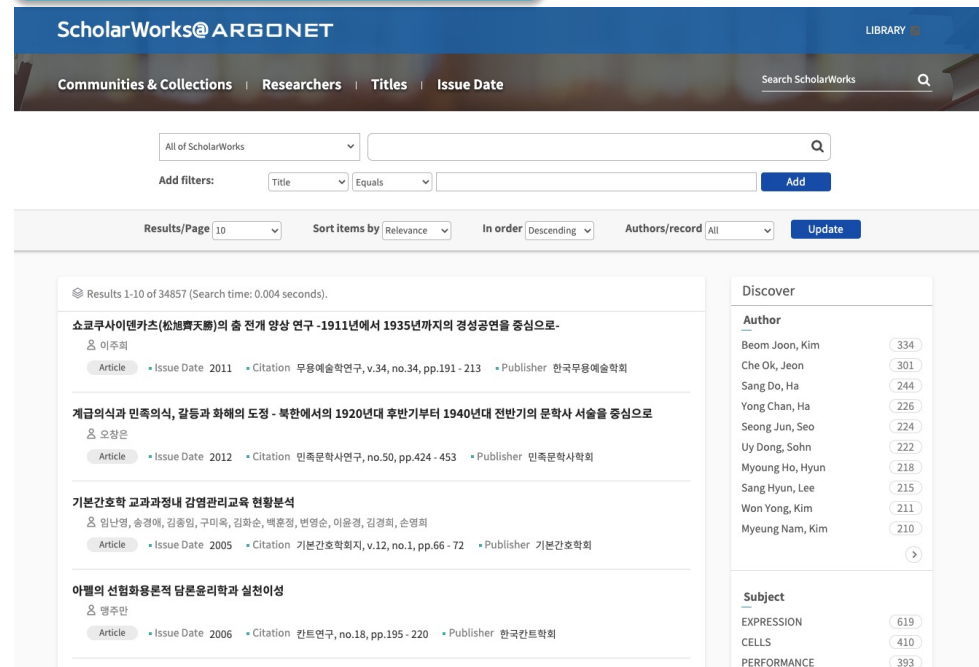 ScholarWorks@ARGONET
LIBRARY
Communities & Collections | Researchers | Titles | Issue Date
Search ScholarWorks
All of ScholarWorks
Add filters: Title Equals Add
Results/Page 10 Sort items by Relevance In order Descending Authors/record All Update
Results 1-10 of 34857 (Search time: 0.004 seconds).
쇼쿄쿠사이덴카츠(松旭齊天勝)의 춤 전개 양상 연구 -1911년에서 1935년까지의 경성공연을 중심으로-
이주희
Article Issue Date 2011 Citation 무용예술학연구, v.34, no.34, pp.191 - 213 Publisher 한국무용예술학회
계급의식과 민족의식, 갈등과 화해의 도정 - 북한에서의 1920년대 후반기부터 1940년대 전반기의 문학사 서술을 중심으로
오창은
Article Issue Date 2012 Citation 민족문학사연구, no.50, pp.424 - 453 Publisher 민족문학사학회
기본간호학 교과과정내 감염관리교육 현황분석
임난영, 송경애, 김종임, 구미옥, 김화순, 백훈정, 변영순, 이윤경, 김경희, 손영희
Article Issue Date 2005 Citation 기본간호학회지, v.12, no.1, pp.66 - 72 Publisher 기본간호학회
아펠의 선험화용론적 담론윤리학과 실천이성
맹주만
Article Issue Date 2006 Citation 칸트연구, no.18, pp.195 - 220 Publisher 한국칸트학회
Discover
Author
Beom Joon, Kim 334
Che Ok, Jeon 301
Sang Do, Ha 244
Yong Chan, Ha 226
Seong Jun, Seo 224
Uy Dong, Sohn 222
Myoung Ho, Hyun 218
Sang Hyun, Lee 215
Won Yong, Kim 211
Myeung Nam, Kim 210
Subject
EXPRESSION 619
CELLS 410
PERFORMANCE 393